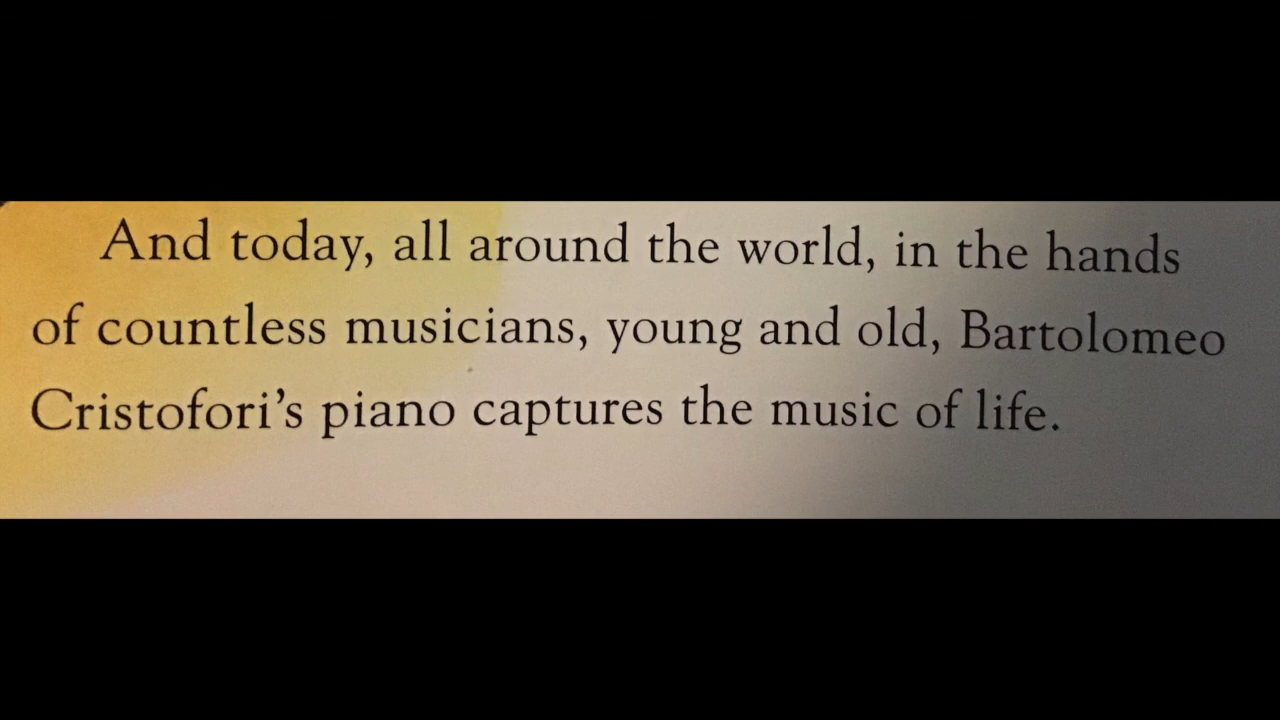 And today, all around the world, in the hands
of countless musicians, young and old, Bartolomeo
Cristofori’s piano captures the music of life.